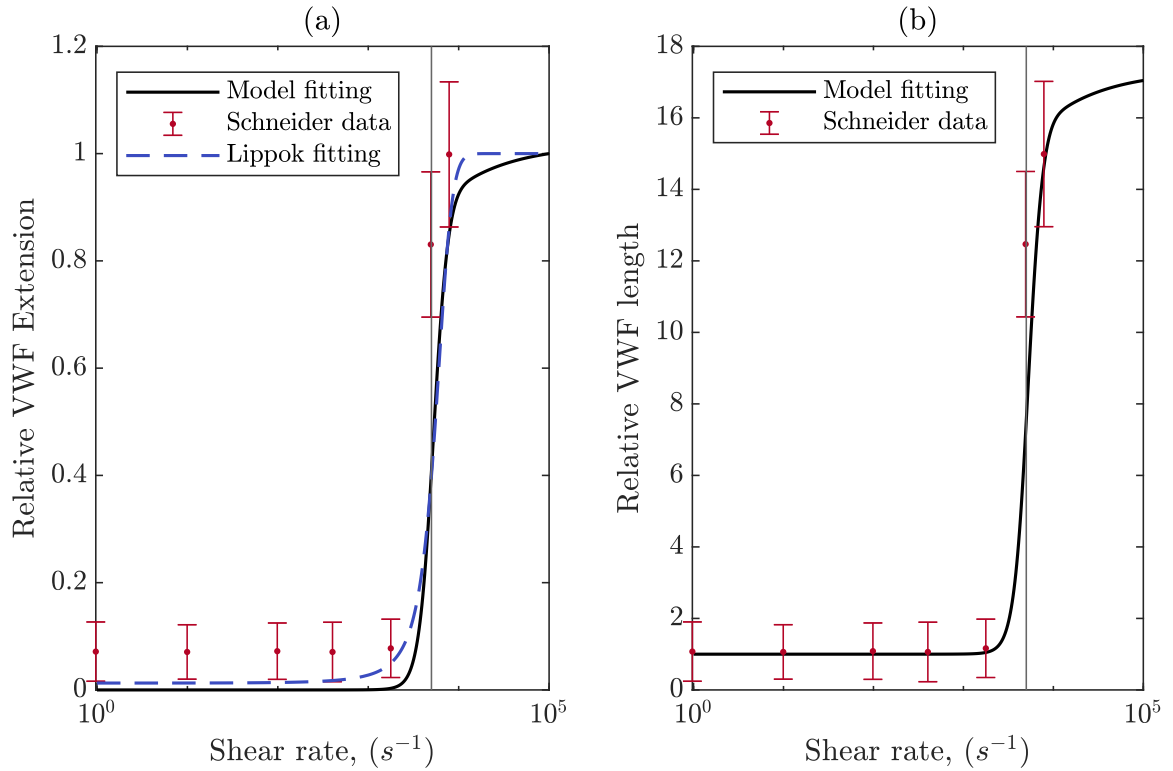 (a)
1.2
1
0.8
0.6
0.4
0.2
0
Relative VWF Extension
Model fitting
Schneider data
Lippok fitting
10^0
10^5
Shear rate, (s^{-1})
(b)
18
16
14
12
10
8
6
4
2
0
Relative VWF length
Model fitting
Schneider data
10^0
10^5
Shear rate, (s^{-1})